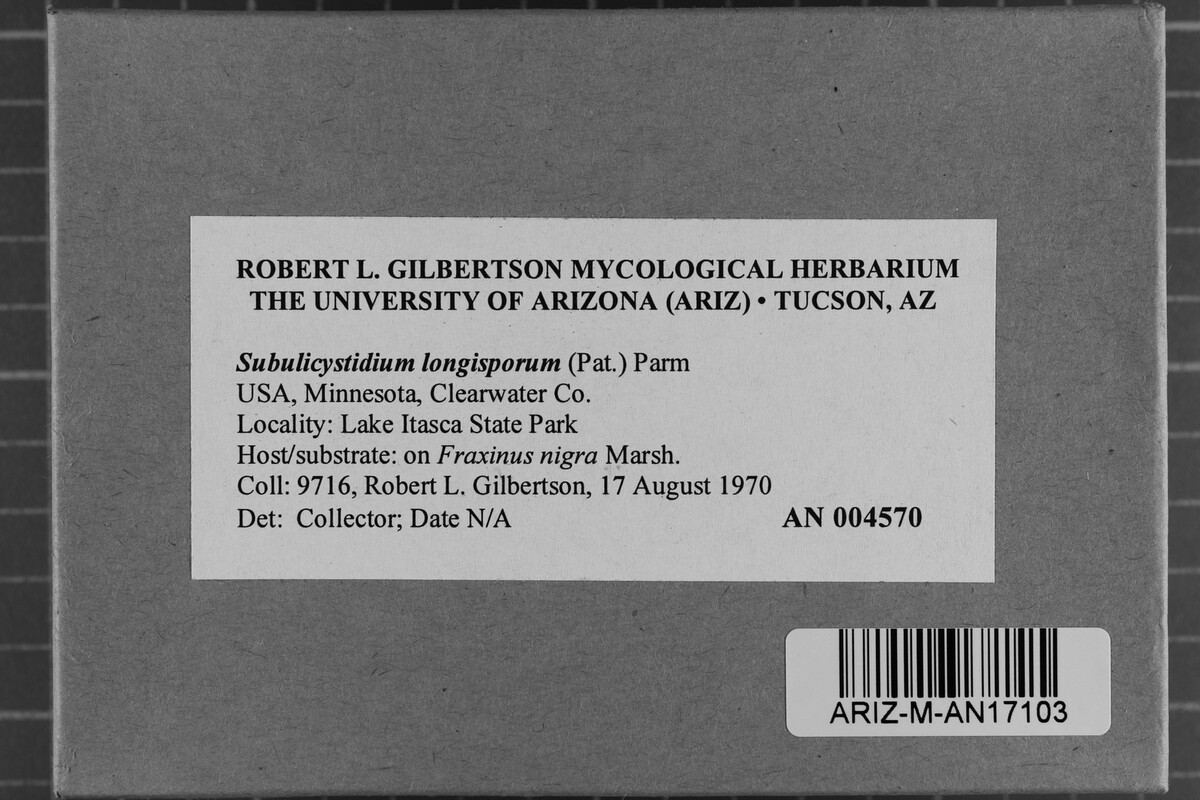 ROBERT L. GILBERTSON MYCOLOGICAL HERBARIUM
THE UNIVERSITY OF ARIZONA (ARIZ) • TUCSON, AZ
Subulicystidium longisporum (Pat.) Parm
USA, Minnesota, Clearwater Co.
Locality: Lake Itasca State Park
Host/substrate: on Fraxinus nigra Marsh.
Coll: 9716, Robert L. Gilbertson, 17 August 1970
Det: Collector; Date N/A AN 004570
ARIZ-M-AN17103